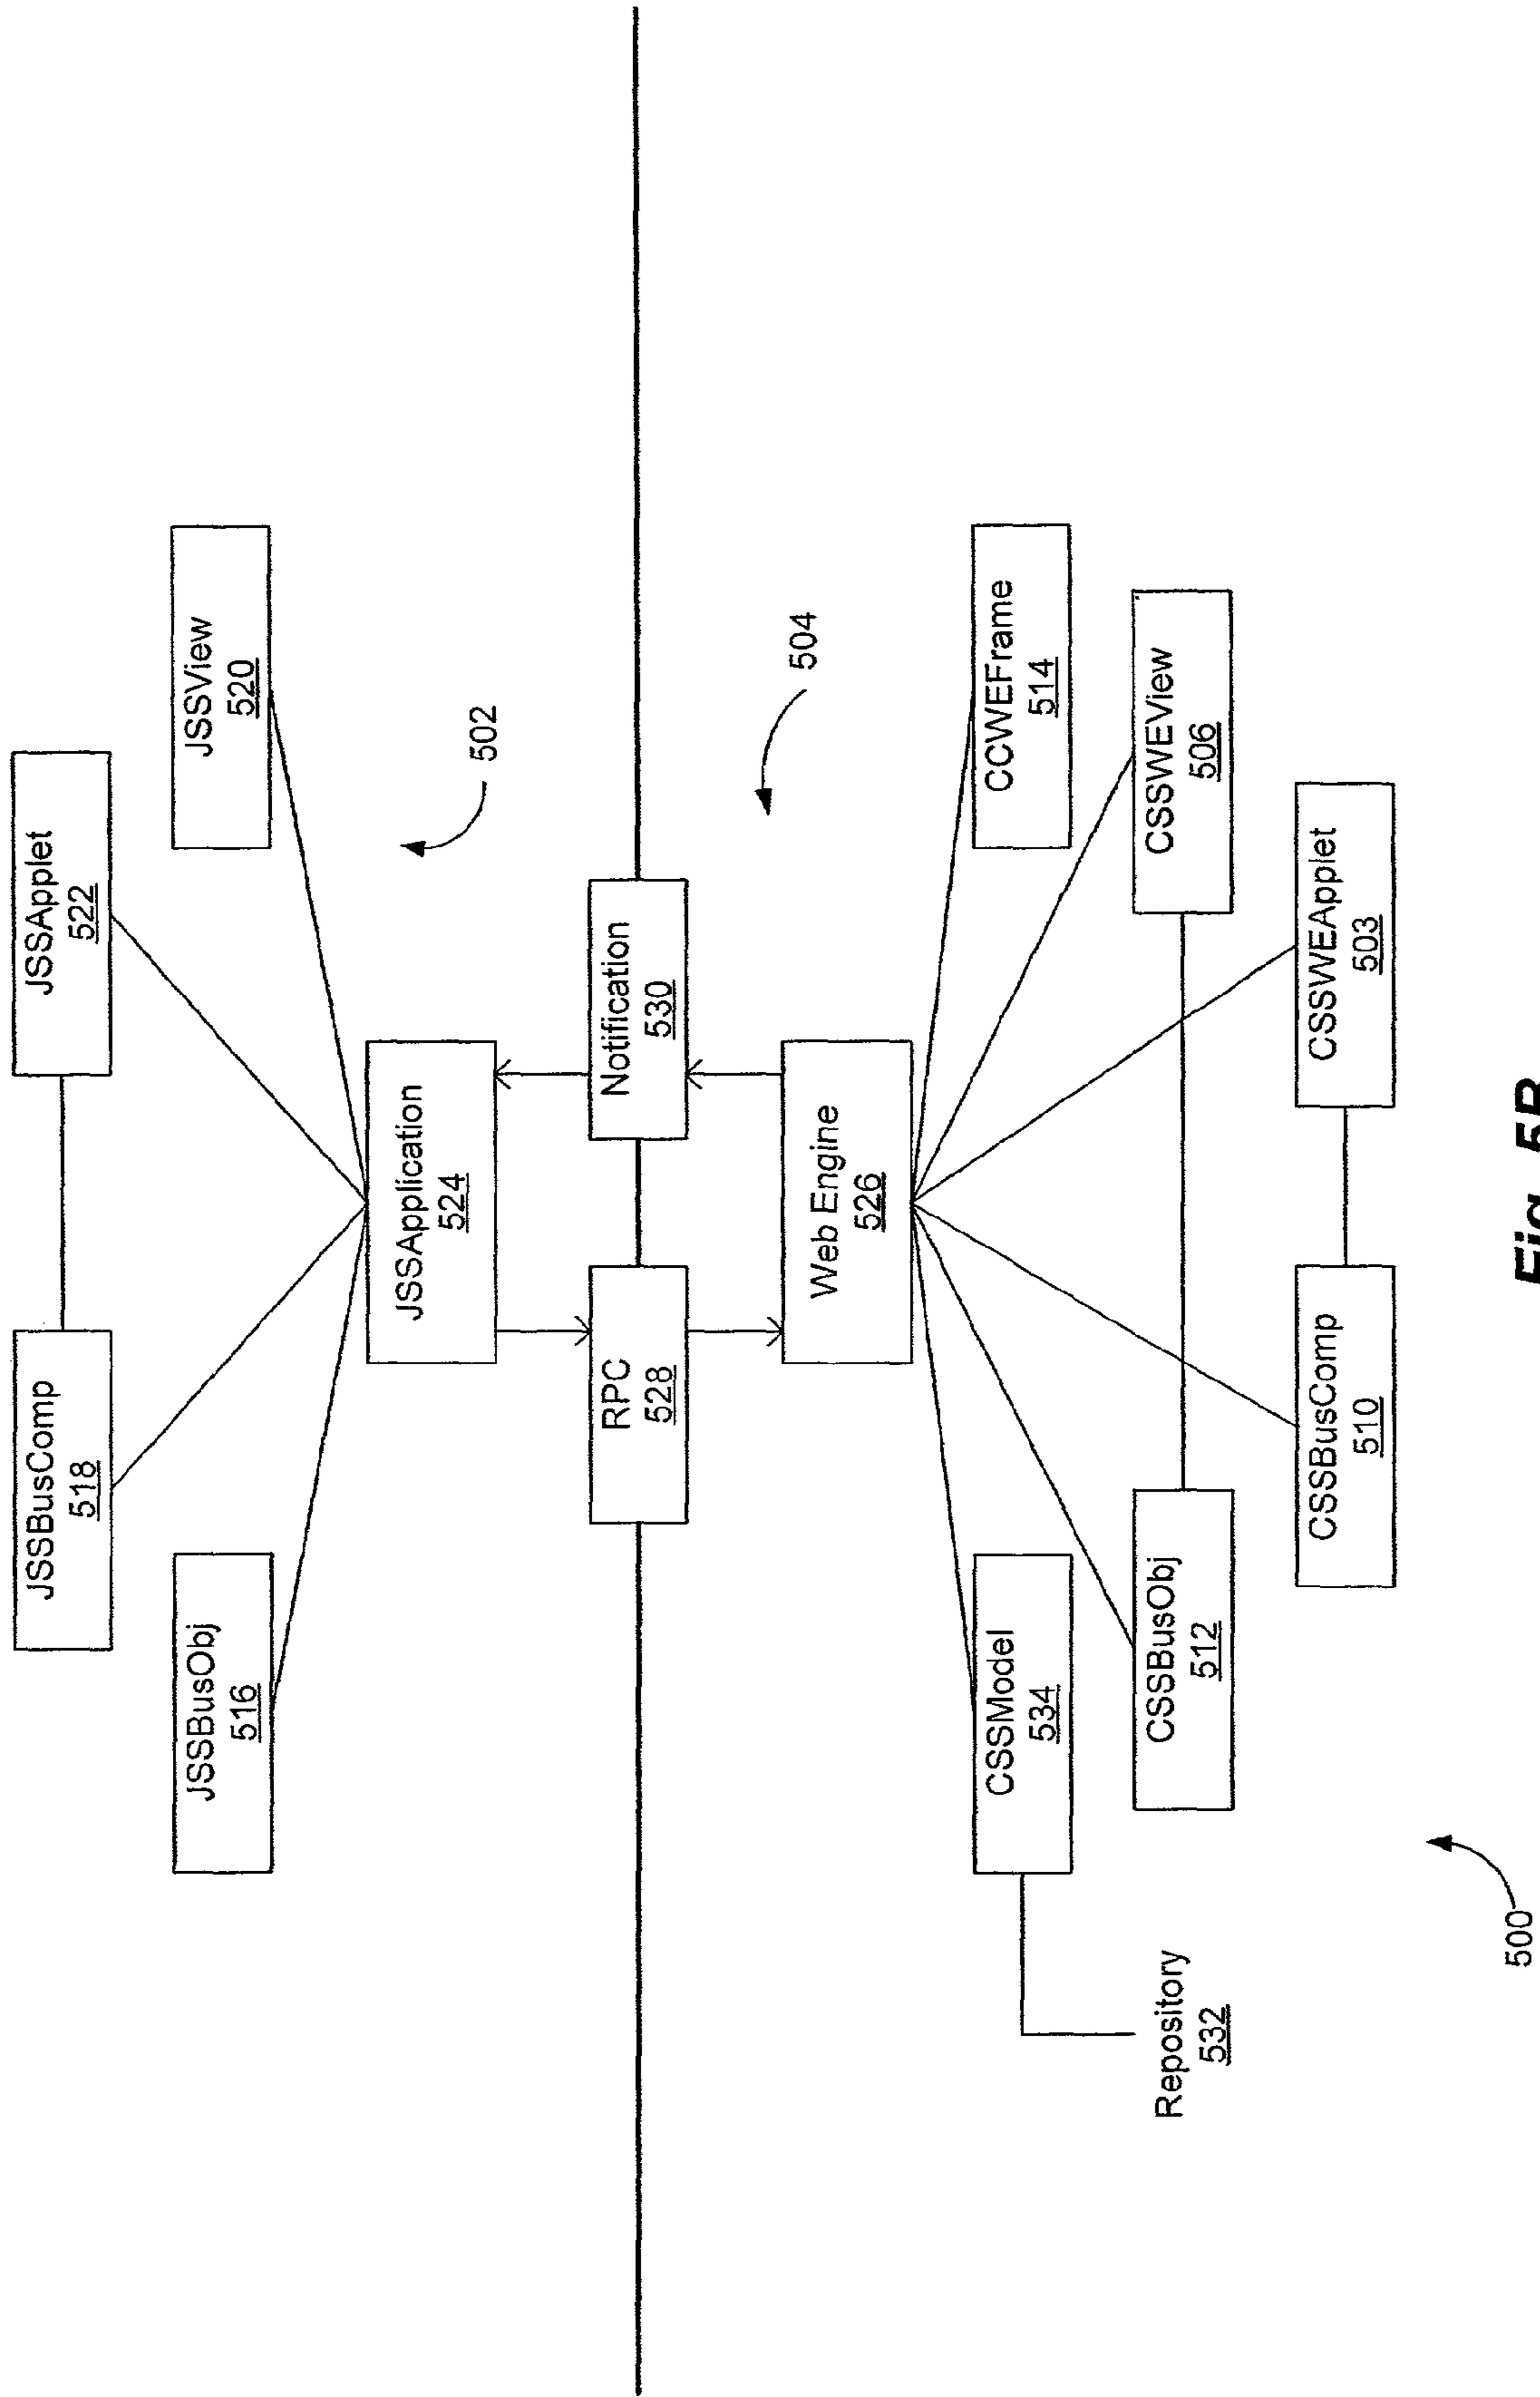 JSSBusComp
518
JSSApplet
522
JSSBusObj
516
JSSView
520
JSSApplication
524
502
RPC
528
Notification
530
504
Web Engine
526
CSSModel
534
CCWEFrame
514
Repository
532
CSSBusObj
512
CSSWEView
506
CSSBusComp
510
CSSWEApplet
503
500